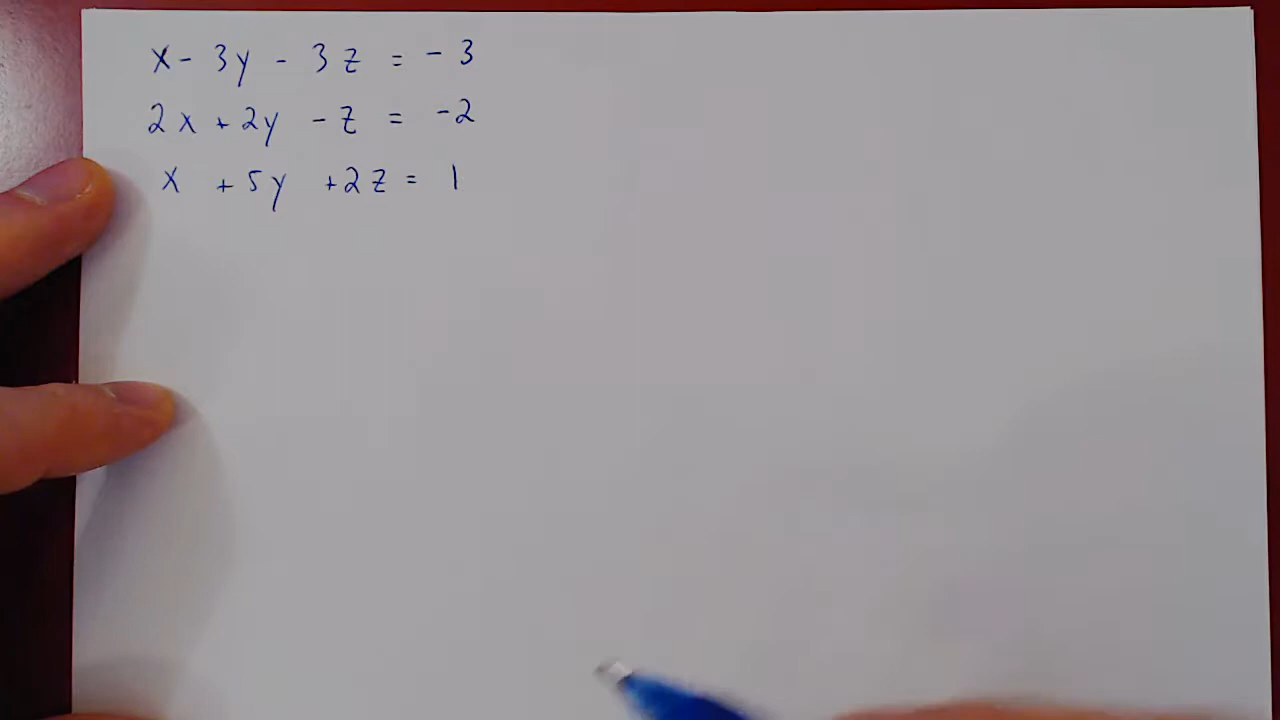 x - 3y - 3z = -3
2x + 2y - z = -2
x + 5y + 2z = 1